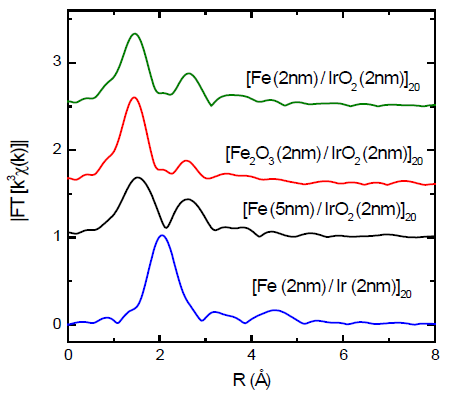 3
[Fe (2nm) / IrO2 (2nm)]20
2
[Fe2O3 (2nm) / IrO2 (2nm)]20
|FT [k3χ(k)]|
[Fe (5nm) / IrO2 (2nm)]20
1
[Fe (2nm) / Ir (2nm)]20
0
0 2 4 6 8
R (Å)